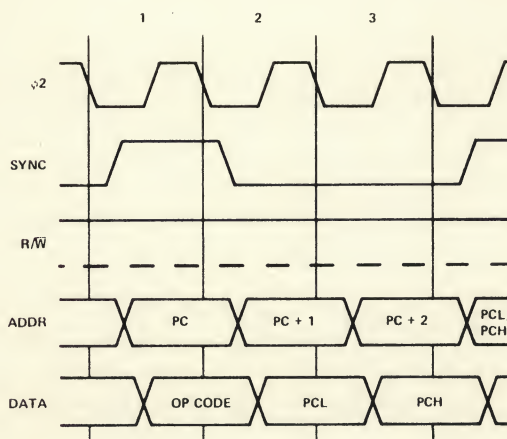 1 2 3
φ2
SYNC
R/W̅
ADDR PC PC + 1 PC + 2 PCL
PCH
DATA OP CODE PCL PCH